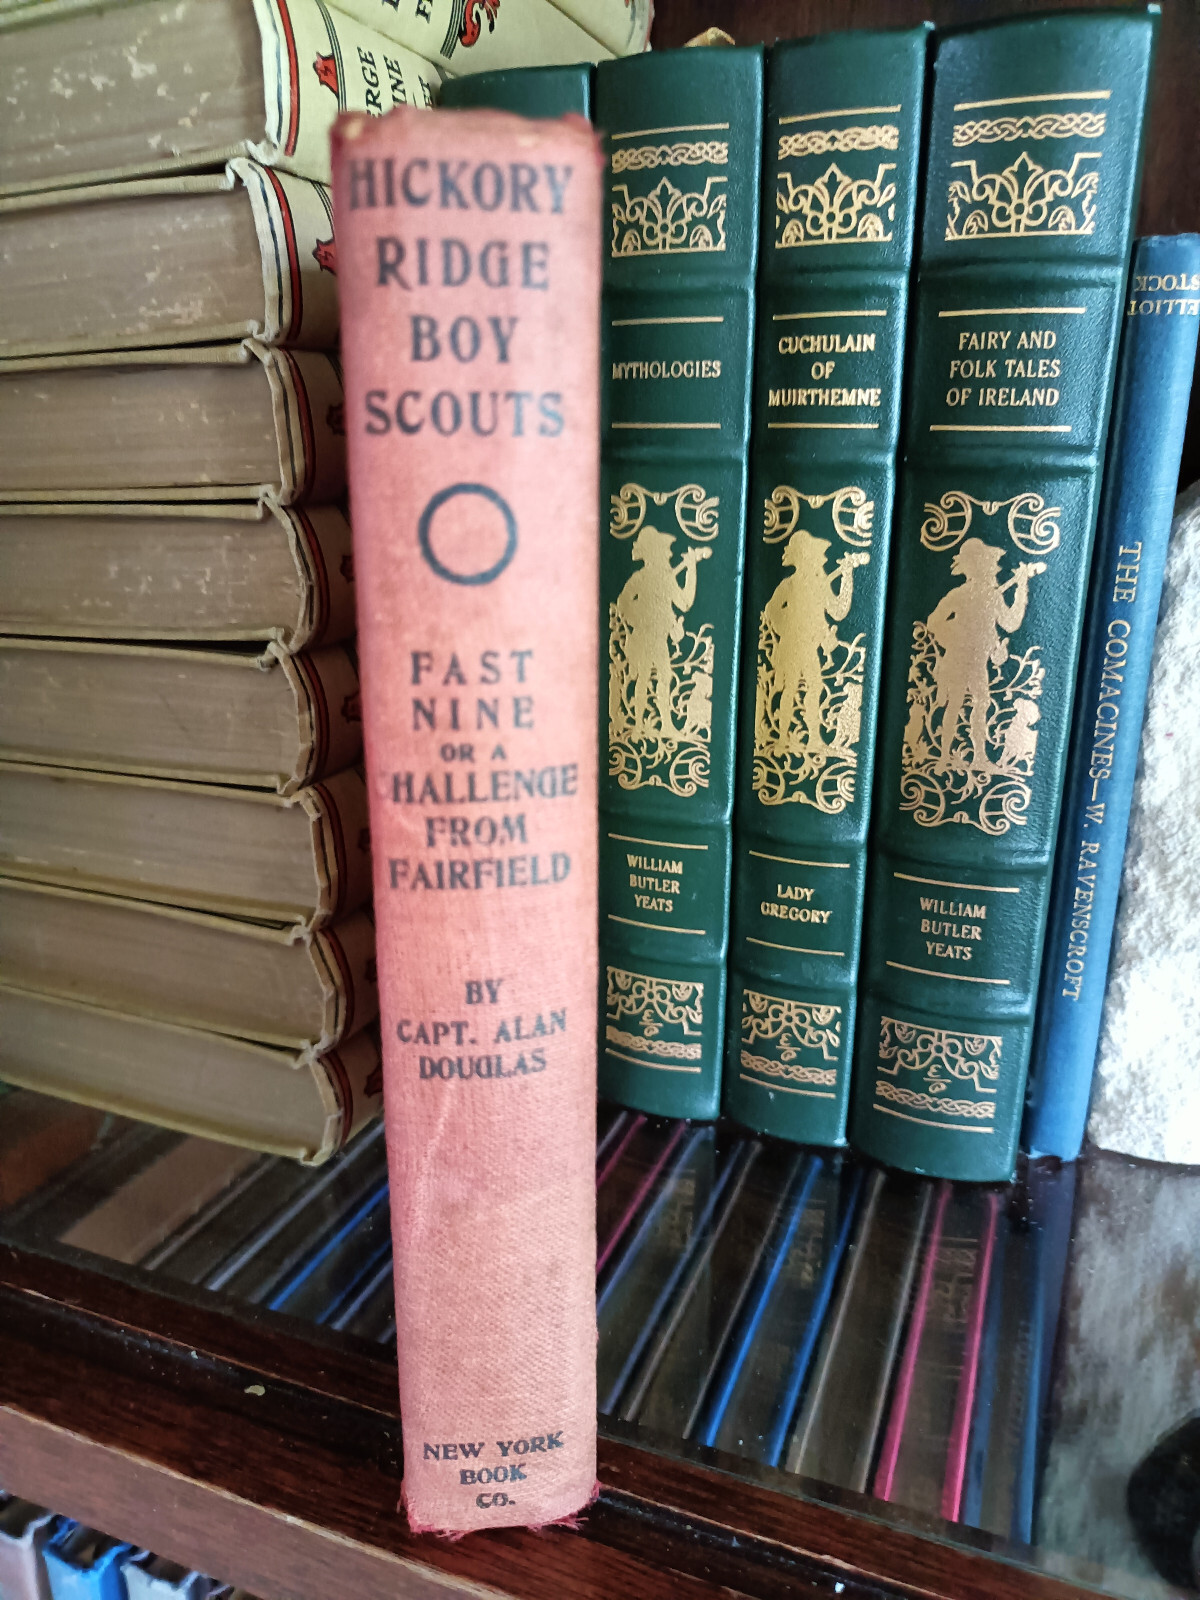 HICKORY
RIDGE
BOY
SCOUTS
FAST
NINE
OR A
CHALLENGE
FROM
FAIRFIELD
BY
CAPT. ALAN
DOUGLAS
NEW YORK
BOOK
CO.
MYTHOLOGIES
WILLIAM
BUTLER
YEATS
CUCHULAIN
OF
MUIRTHEMNE
LADY
GREGORY
FAIRY AND
FOLK TALES
OF IRELAND
WILLIAM
BUTLER
YEATS
THE COMACINES—W. RAVENSCROFT
ELLIOT
STOCK